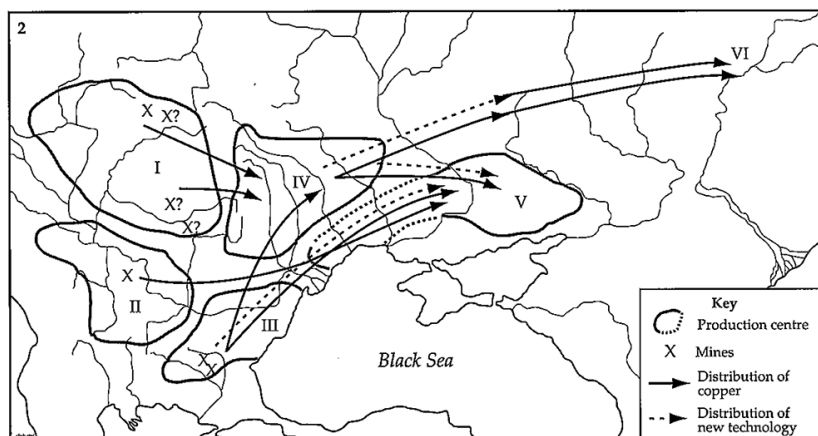 2
VI
X
X?
I
IV
X?
V
X?
X
II
III
X
X
Black Sea
Key
Production centre
X Mines
Distribution of
copper
Distribution of
new technology